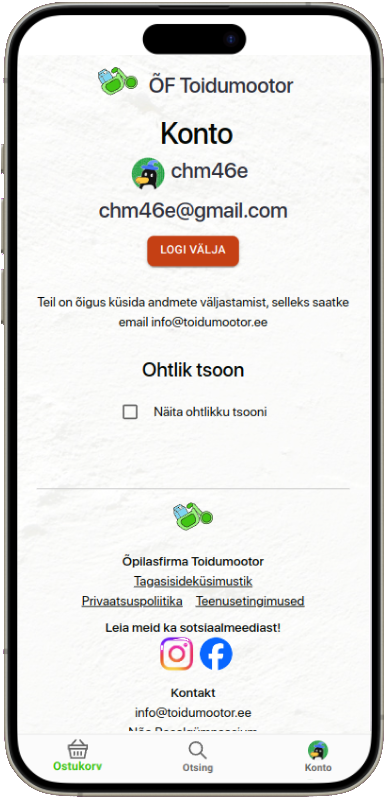 ÕF Toidumootor
Konto
chm46e
chm46e@gmail.com
LOGI VÄLJA
Teil on õigus küsida andmete väljastamist, selleks saatke
email info@toidumootor.ee
Ohtlik tsoon
Näita ohtlikku tsooni
Õpilasfirma Toidumootor
Tagasisideküsimustik
Privaatsuspoliitika Teenusetingimused
Leia meid ka sotsiaalmeediast!
Kontakt
info@toidumootor.ee
Ostukorv Otsing Konto